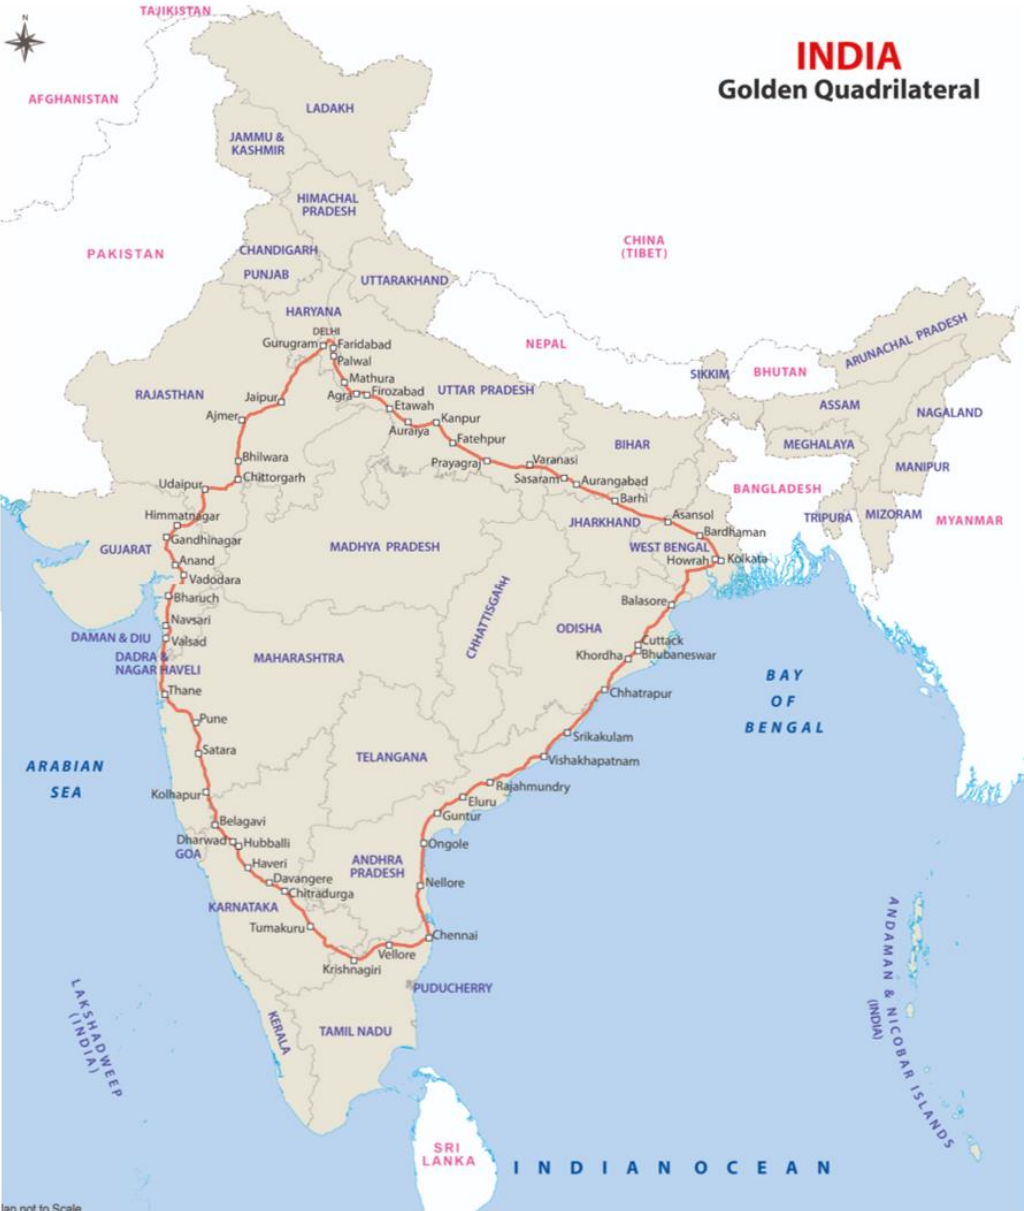 INDIA
Golden Quadrilateral
N
TAJIKISTAN
AFGHANISTAN
LADAKH
JAMMU &
KASHMIR
HIMACHAL
PRADESH
PAKISTAN
CHANDIGARH
PUNJAB
UTTARAKHAND
CHINA
(TIBET)
HARYANA
DELHI
Gurugram
Faridabad
Palwal
NEPAL
Mathura
Agra
Firozabad
UTTAR PRADESH
Etawah
RAJASTHAN
Jaipur
Ajmer
Auraiya
Kanpur
Fatehpur
Prayagraj
Varanasi
Sasaram
Aurangabad
Barhi
BIHAR
SIKKIM
BHUTAN
ARUNACHAL PRADESH
ASSAM
NAGALAND
MEGHALAYA
MANIPUR
BANGLADESH
TRIPURA
MIZORAM
MYANMAR
Bhilwara
Chittorgarh
Udaipur
Himmatnagar
Gandhinagar
GUJARAT
Anand
Vadodara
Bharuch
MADHYA PRADESH
JHARKHAND
Asansol
Bardhaman
WEST BENGAL
Howrah
Kolkata
CHHATTISGARH
Balasore
ODISHA
Cuttack
Bhubaneswar
Khordha
Chhatrapur
Navsari
DAMAN & DIU
Valsad
DADRA &
NAGAR HAVELI
MAHARASHTRA
Thane
Pune
Satara
BAY
OF
BENGAL
Srikakulam
Vishakhapatnam
TELANGANA
Rajahmundry
Eluru
Guntur
ARABIAN
SEA
Kolhapur
Belagavi
Dharwad
Hubballi
GOA
Haveri
Davangere
Chitradurga
KARNATAKA
Tumakuru
ANDHRA
PRADESH
Ongole
Nellore
Chennai
Vellore
Krishnagiri
PUDUCHERRY
TAMIL NADU
KERALA
LAKSHADWEEP
(INDIA)
ANDAMAN & NICOBAR ISLANDS
(INDIA)
SRI
LANKA
INDIAN OCEAN
not to Scale